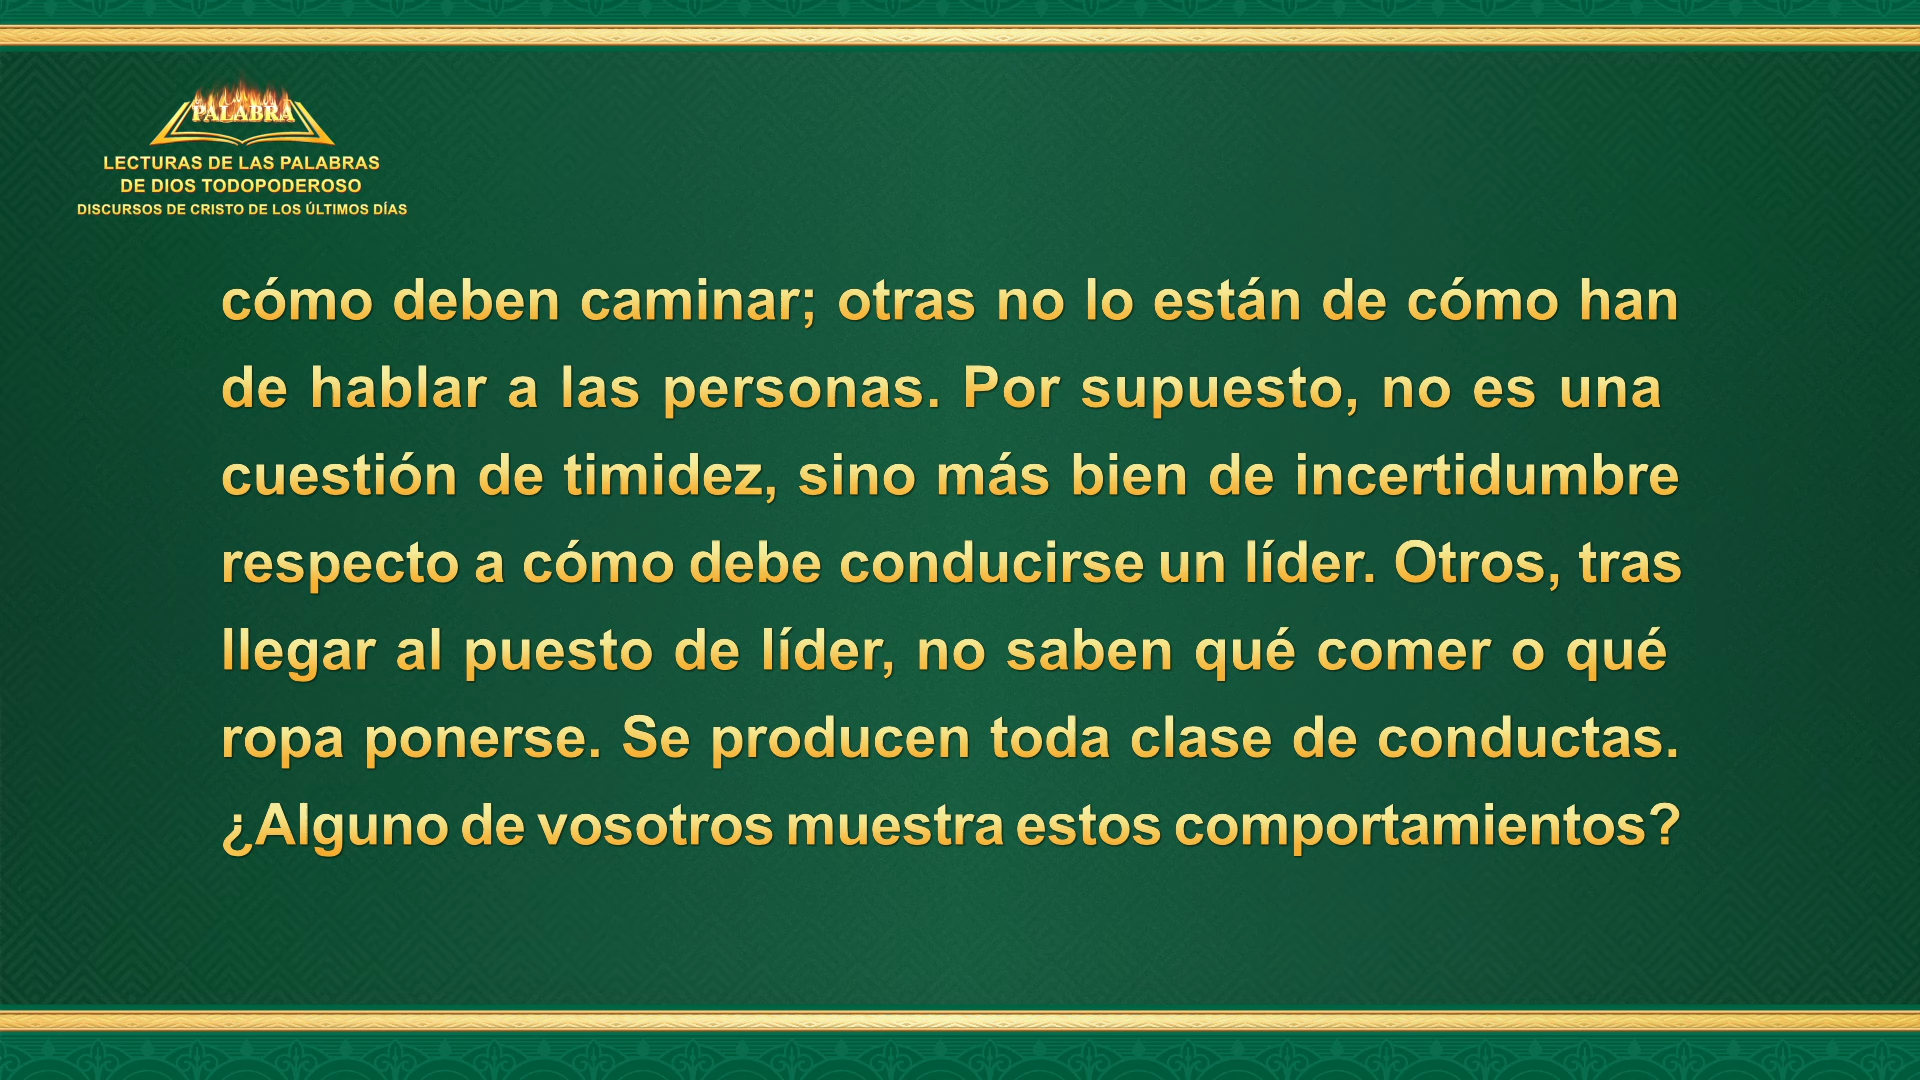 PALABRA
LECTURAS DE LAS PALABRAS
DE DIOS TODOPODEROSO
DISCURSOS DE CRISTO DE LOS ÚLTIMOS DÍAS
cómo deben caminar; otras no lo están de cómo han
de hablar a las personas. Por supuesto, no es una
cuestión de timidez, sino más bien de incertidumbre
respecto a cómo debe conducirse un líder. Otros, tras
llegar al puesto de líder, no saben qué comer o qué
ropa ponerse. Se producen toda clase de conductas.
¿Alguno de vosotros muestra estos comportamientos?